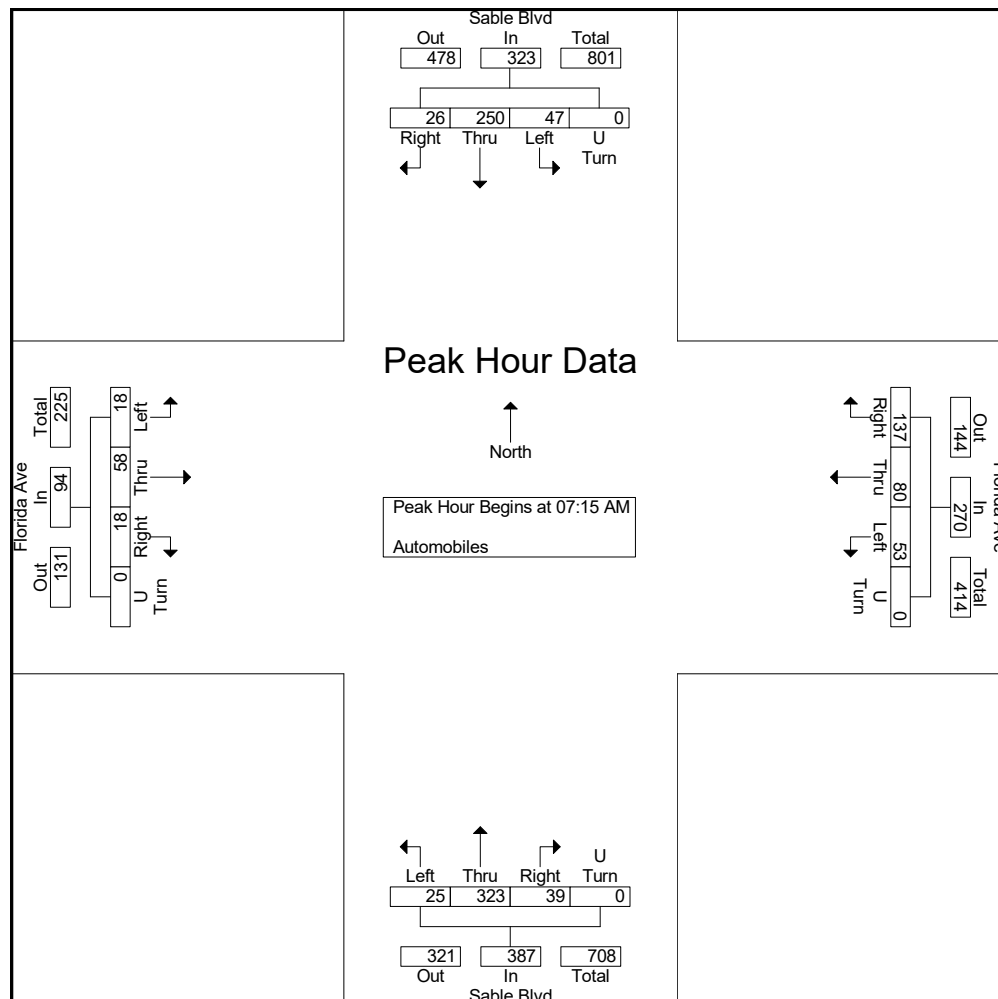 Sable Blvd
Out In Total
478 323 801
26 250 47 0
Right Thru Left U
Turn
Peak Hour Data
North
Peak Hour Begins at 07:15 AM
Automobiles
Florida Ave
Out In Total
131 94 225
0 18 58 18
U
Turn
Right Thru Left
Florida Ave
Out In Total
144 270 414
137 80 53 0
Right Thru Left U
Turn
U
Left Thru Right Turn
25 323 39 0
321 387 708
Out In Total
Sable Blvd